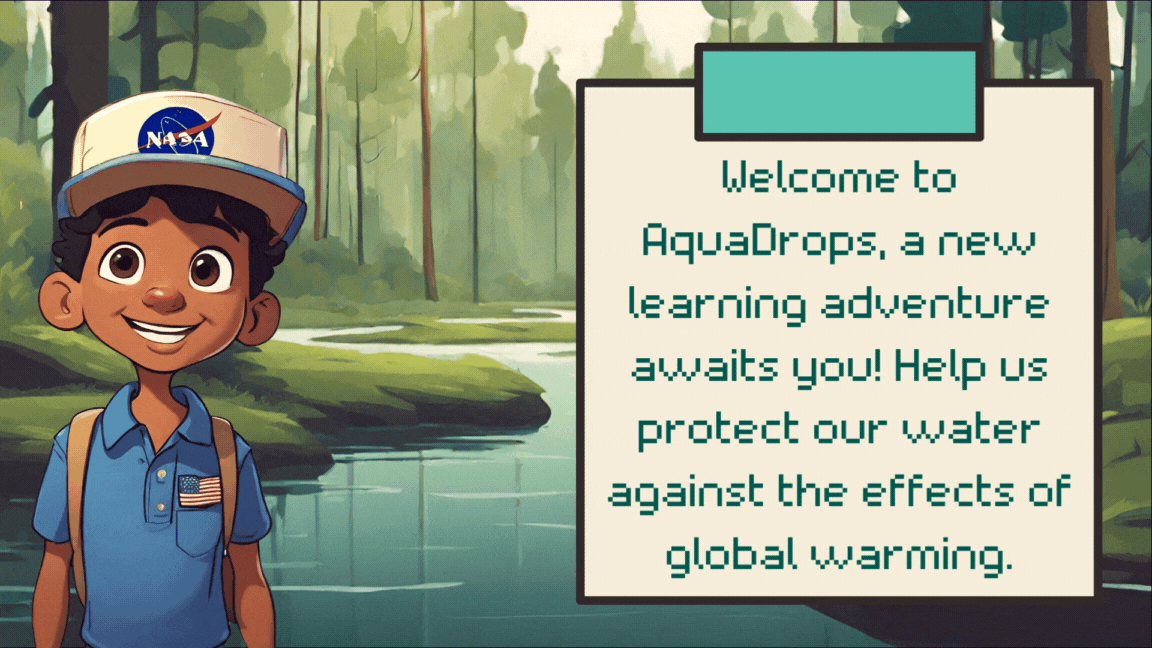 NASA
Welcome to
AquaDrops, a new
learning adventure
awaits you! Help us
protect our water
against the effects of
global warming.